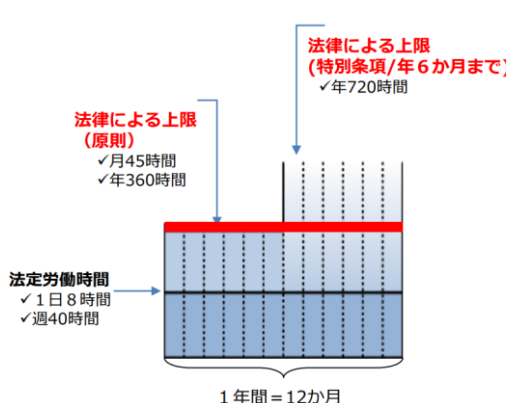 法律による上限
(特別条項/年６か月まで)
✓年720時間
法律による上限
（原則）
✓月45時間
✓年360時間
法定労働時間
✓１日８時間
✓週40時間
１年間＝12か月